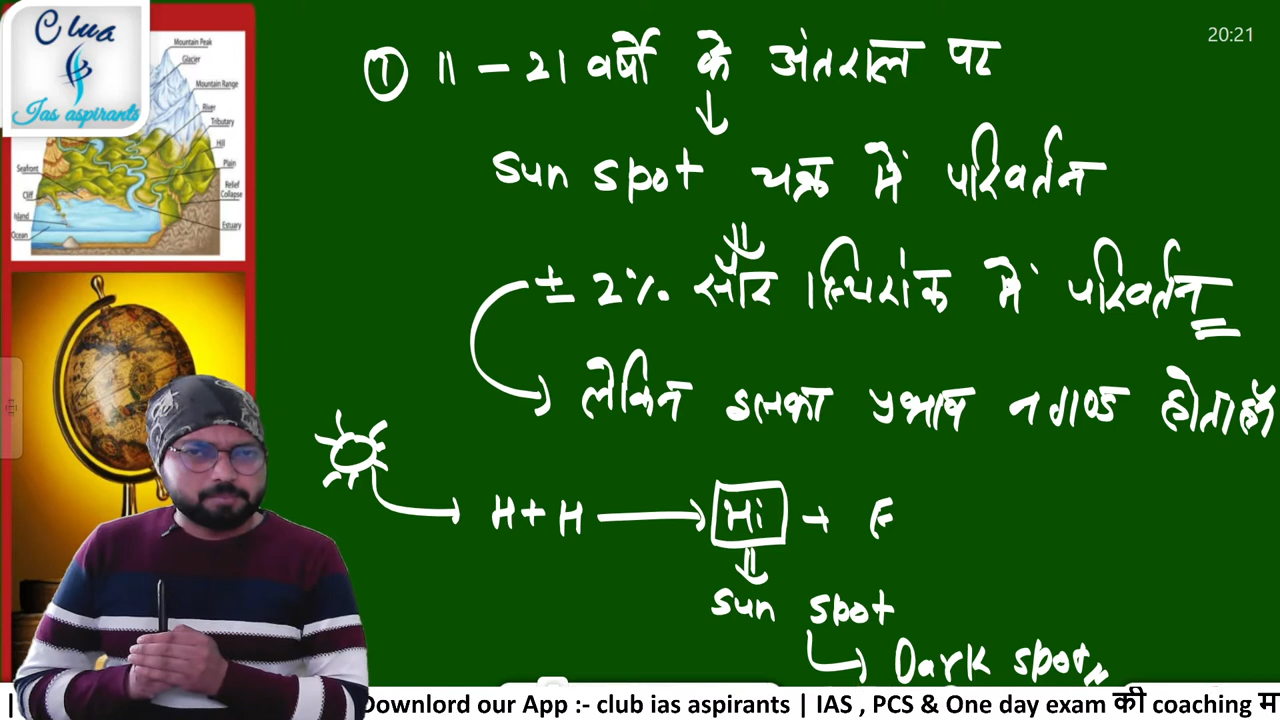 Clua
Ias aspirants
20:21
Mountain Peak
Glacier
Mountain Range
River
Tributary
Hill
Plain
Relief
Collapse
Estuary
Seafront
Cliff
Island
Ocean
① 11 – 21 वर्षो के अंतराल पर
↓
sun spot चक्र में परिवर्तन
± 2% सौर स्थिरांक में परिवर्तन
लेकिन इसका प्रभाव नगण्ड होता है
H + H → Hi + E
sun spot
Dark spot
| Downlord our App :- club ias aspirants | IAS , PCS & One day exam की coaching म